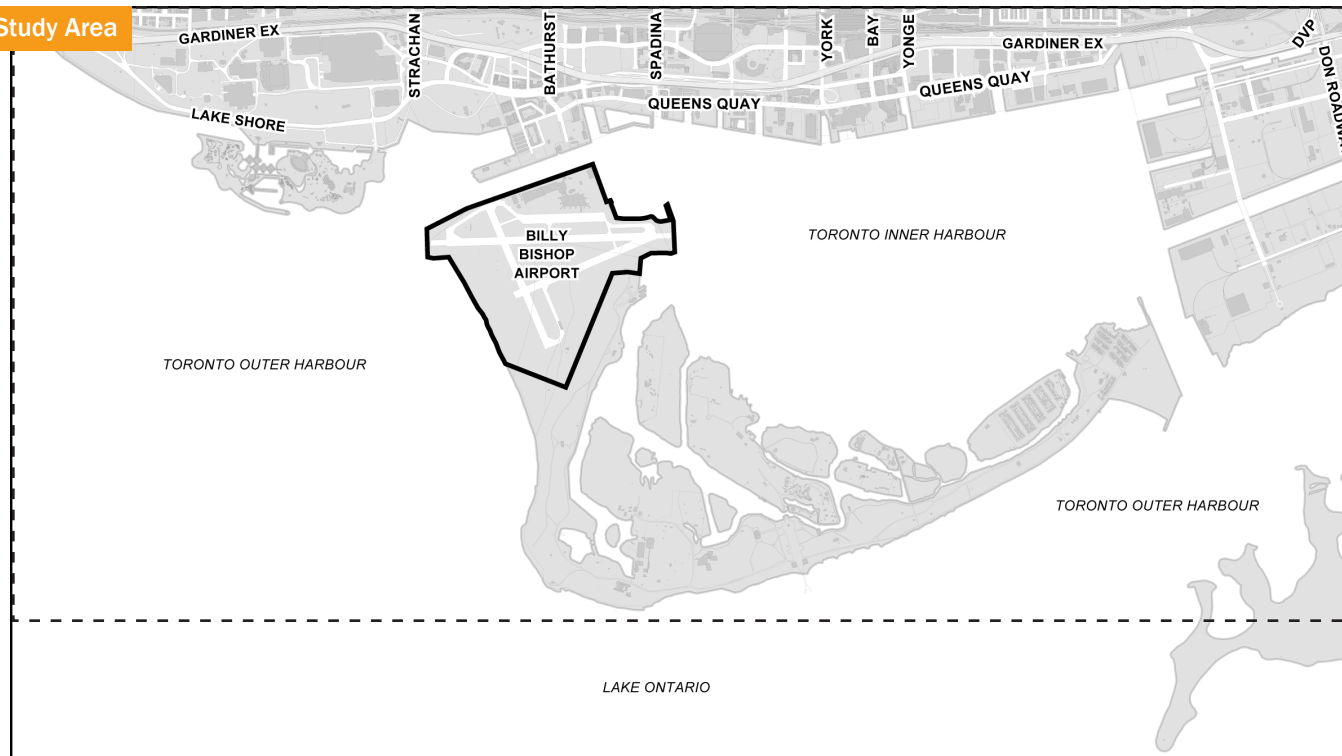 Study Area
GARDINER EX
STRACHAN
BATHURST
SPADINA
YORK
BAY
YONGE
GARDINER EX
DVP
DON ROADWAY
LAKE SHORE
QUEENS QUAY
QUEENS QUAY
BILLY
BISHOP
AIRPORT
TORONTO INNER HARBOUR
TORONTO OUTER HARBOUR
TORONTO OUTER HARBOUR
LAKE ONTARIO